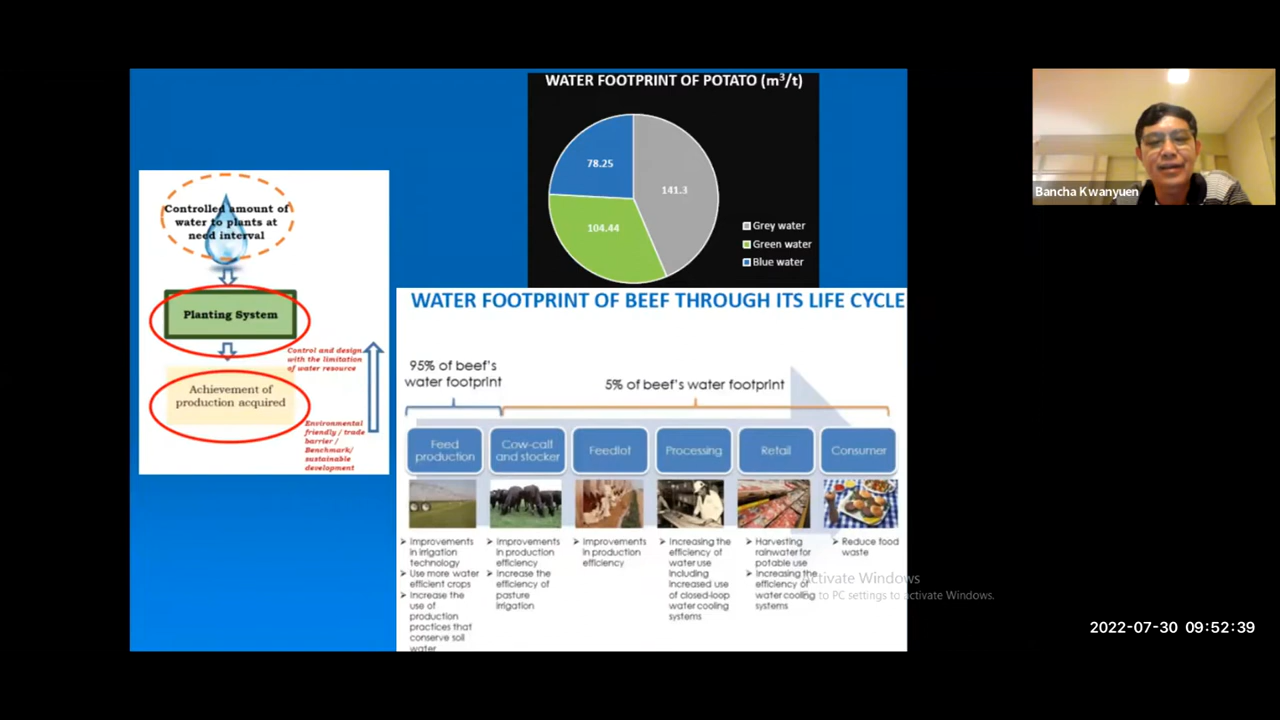 WATER FOOTPRINT OF POTATO (m³/t)
78.25
141.3
104.44
Grey water
Green water
Blue water
Bancha Kwanyuen
Controlled amount of
water to plants at
need interval
Planting System
Control and design
with the limitation
of water resource
Achievement of
production acquired
Environmental
friendly / trade
barrier /
Benchmark/
sustainable
development
WATER FOOTPRINT OF BEEF THROUGH ITS LIFE CYCLE
95% of beef's
water footprint
5% of beef's water footprint
Feed
production
Cow-calf
and stocker
Feedlot
Processing
Retail
Consumer
➢ Improvements
in irrigation
technology
➢ Use more water
efficient crops
➢ Increase the
use of
production
practices that
conserve soil
water
➢ Improvements
in production
efficiency
➢ Increase the
efficiency of
pasture
irrigation
➢ Improvements
in production
efficiency
➢ Increasing the
efficiency of
water use
including
increased use
of closed-loop
water cooling
systems
➢ Harvesting
rainwater for
potable use
➢ Increasing the
efficiency of
water cooling
systems
➢ Reduce food
waste
Activate Windows
Go to PC settings to activate Windows.
2022-07-30 09:52:39